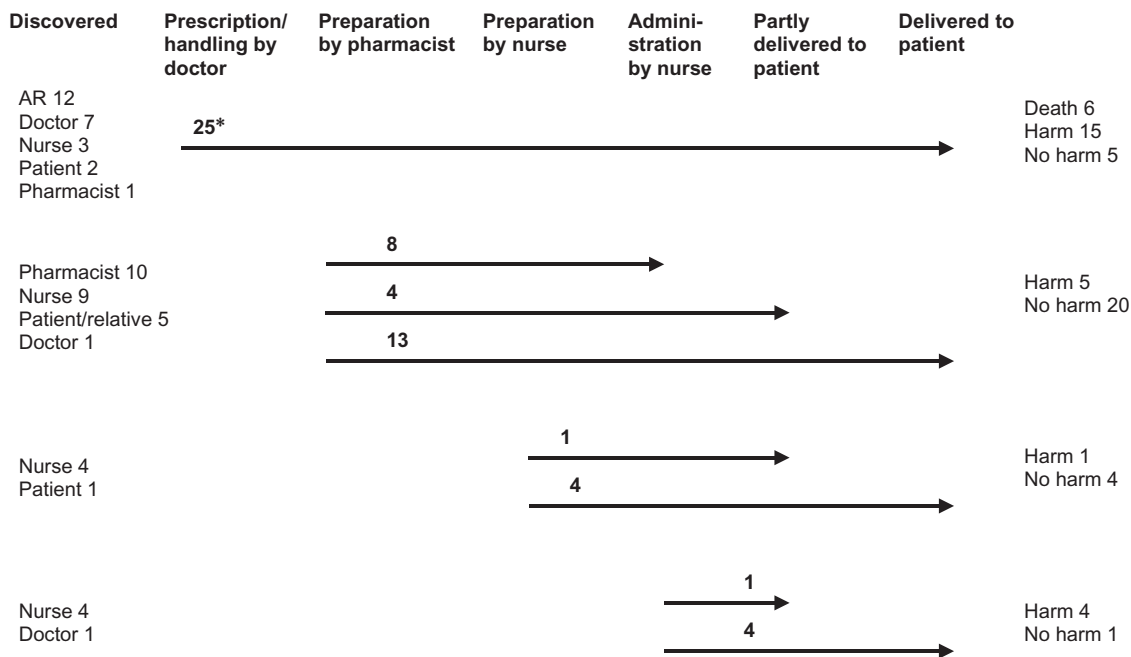 Discovered
Prescription/
handling by
doctor
Preparation
by pharmacist
Preparation
by nurse
Admini-
stration
by nurse
Partly
delivered to
patient
Delivered to
patient
AR 12
Doctor 7
Nurse 3
Patient 2
Pharmacist 1
25*
Death 6
Harm 15
No harm 5
Pharmacist 10
Nurse 9
Patient/relative 5
Doctor 1
8
4
13
Harm 5
No harm 20
Nurse 4
Patient 1
1
4
Harm 1
No harm 4
Nurse 4
Doctor 1
1
4
Harm 4
No harm 1